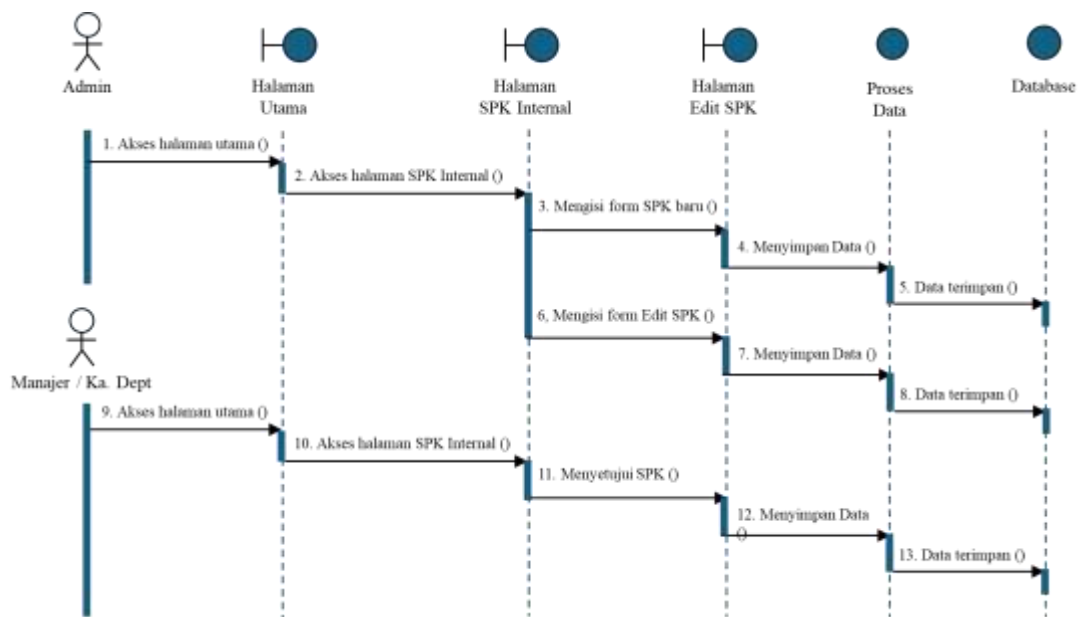 Admin
Halaman
Utama
Halaman
SPK Internal
Halaman
Edit SPK
Proses
Data
Database
1. Akses halaman utama ()
2. Akses halaman SPK Internal ()
3. Mengisi form SPK baru ()
4. Menyimpan Data ()
5. Data terimpan ()
6, Mengisi form Edit SPK ()
7. Menyimpan Data ()
8. Data terimpan ()
Manajer / Ka. Dept
9. Akses halaman utama ()
10. Akses halaman SPK Internal ()
11. Menyetujui SPK ()
12. Menyimpan Data
()
13. Data terimpan ()